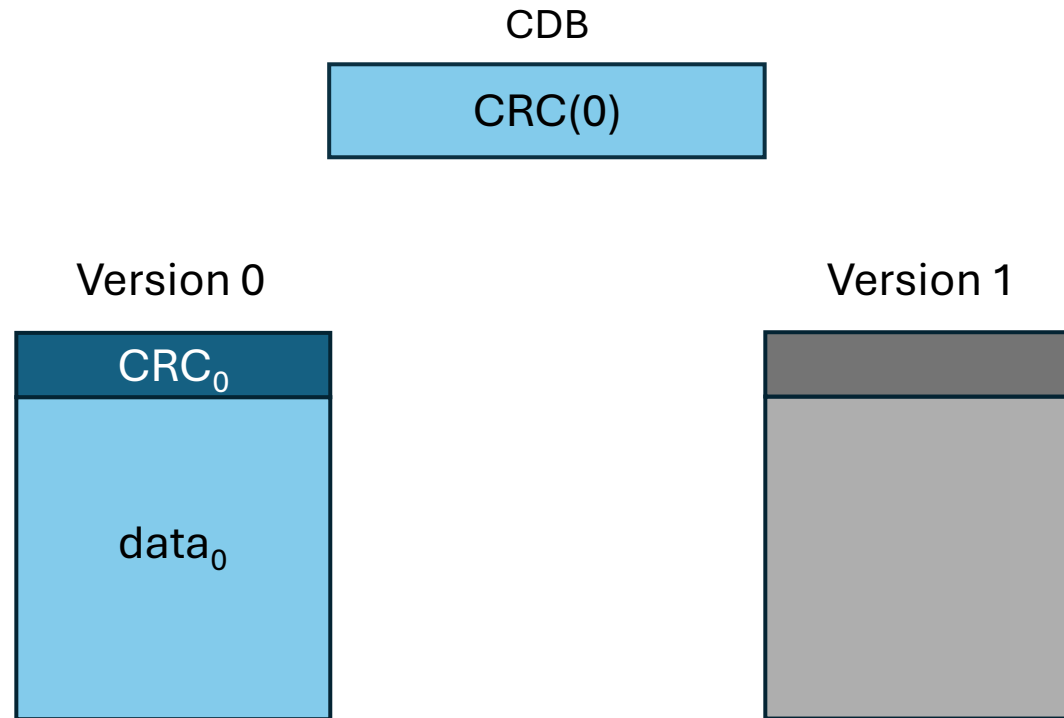 CDB
CRC(0)
Version 0
Version 1
CRC₀
data₀